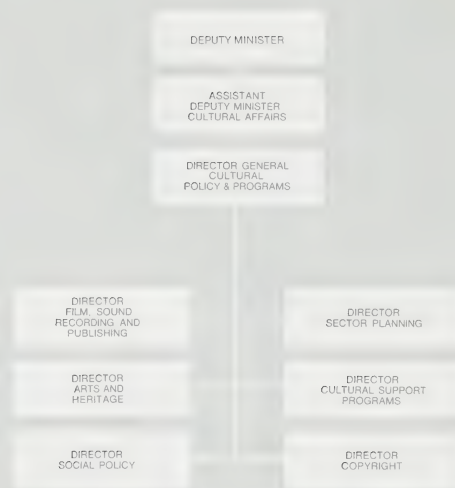 DEPUTY MINISTER
ASSISTANT
DEPUTY MINISTER
CULTURAL AFFAIRS
DIRECTOR GENERAL
CULTURAL
POLICY & PROGRAMS
DIRECTOR
FILM, SOUND
RECORDING AND
PUBLISHING
DIRECTOR
SECTOR PLANNING
DIRECTOR
ARTS AND
HERITAGE
DIRECTOR
CULTURAL SUPPORT
PROGRAMS
DIRECTOR
SOCIAL POLICY
DIRECTOR
COPYRIGHT